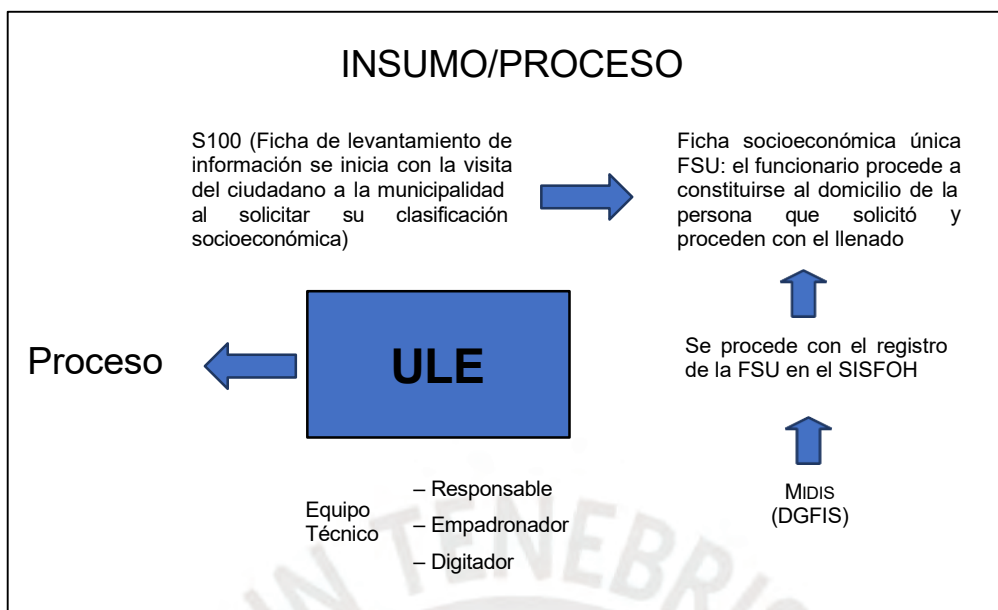 INSUMO/PROCESO
S100 (Ficha de levantamiento de
información se inicia con la visita
del ciudadano a la municipalidad
al solicitar su clasificación
socioeconómica)
Ficha socioeconómica única
FSU: el funcionario procede a
constituirse al domicilio de la
persona que solicitó y
proceden con el llenado
Proceso
ULE
Se procede con el registro
de la FSU en el SISFOH
MIDIS
(DGFIS)
Equipo
Técnico
– Responsable
– Empadronador
– Digitador
IN TENEBRIS